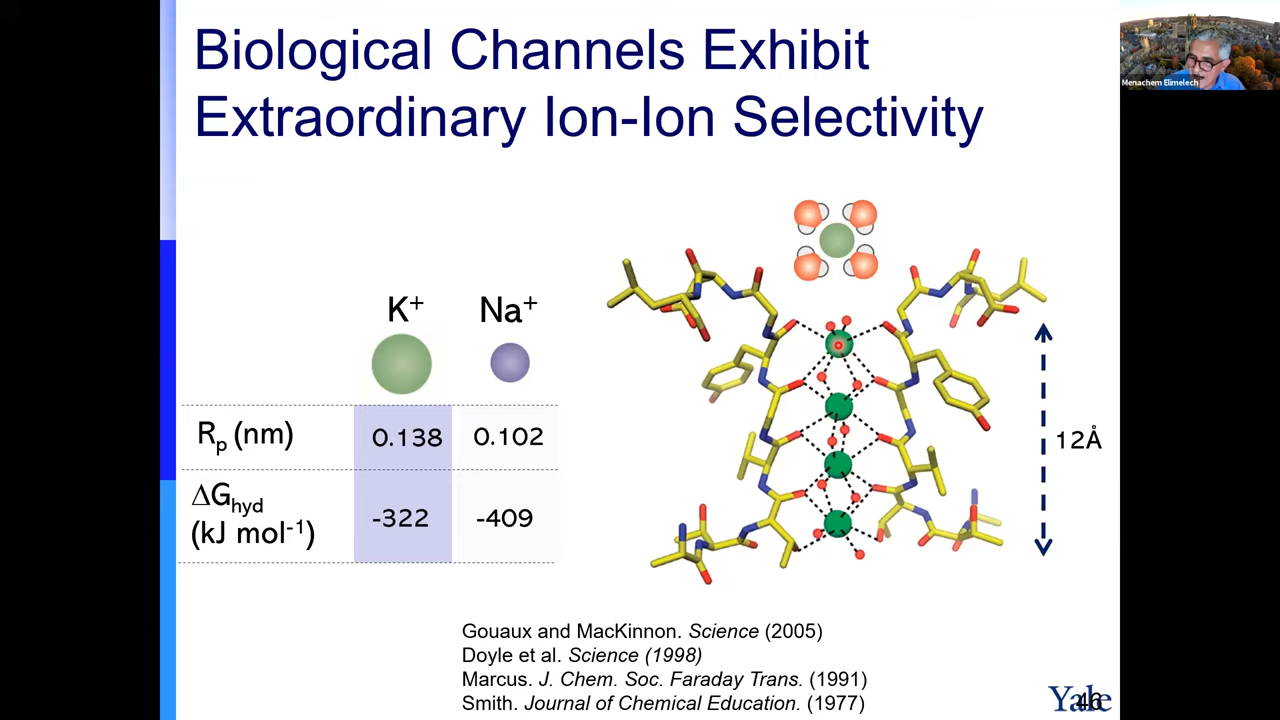 Biological Channels Exhibit
Extraordinary Ion-Ion Selectivity
Menachem Elimelech
K+ Na+
Rp (nm) 0.138 0.102
ΔGhyd
(kJ mol-1) -322 -409
12Å
Gouaux and MacKinnon. Science (2005)
Doyle et al. Science (1998)
Marcus. J. Chem. Soc. Faraday Trans. (1991)
Smith. Journal of Chemical Education. (1977)
Yale
46